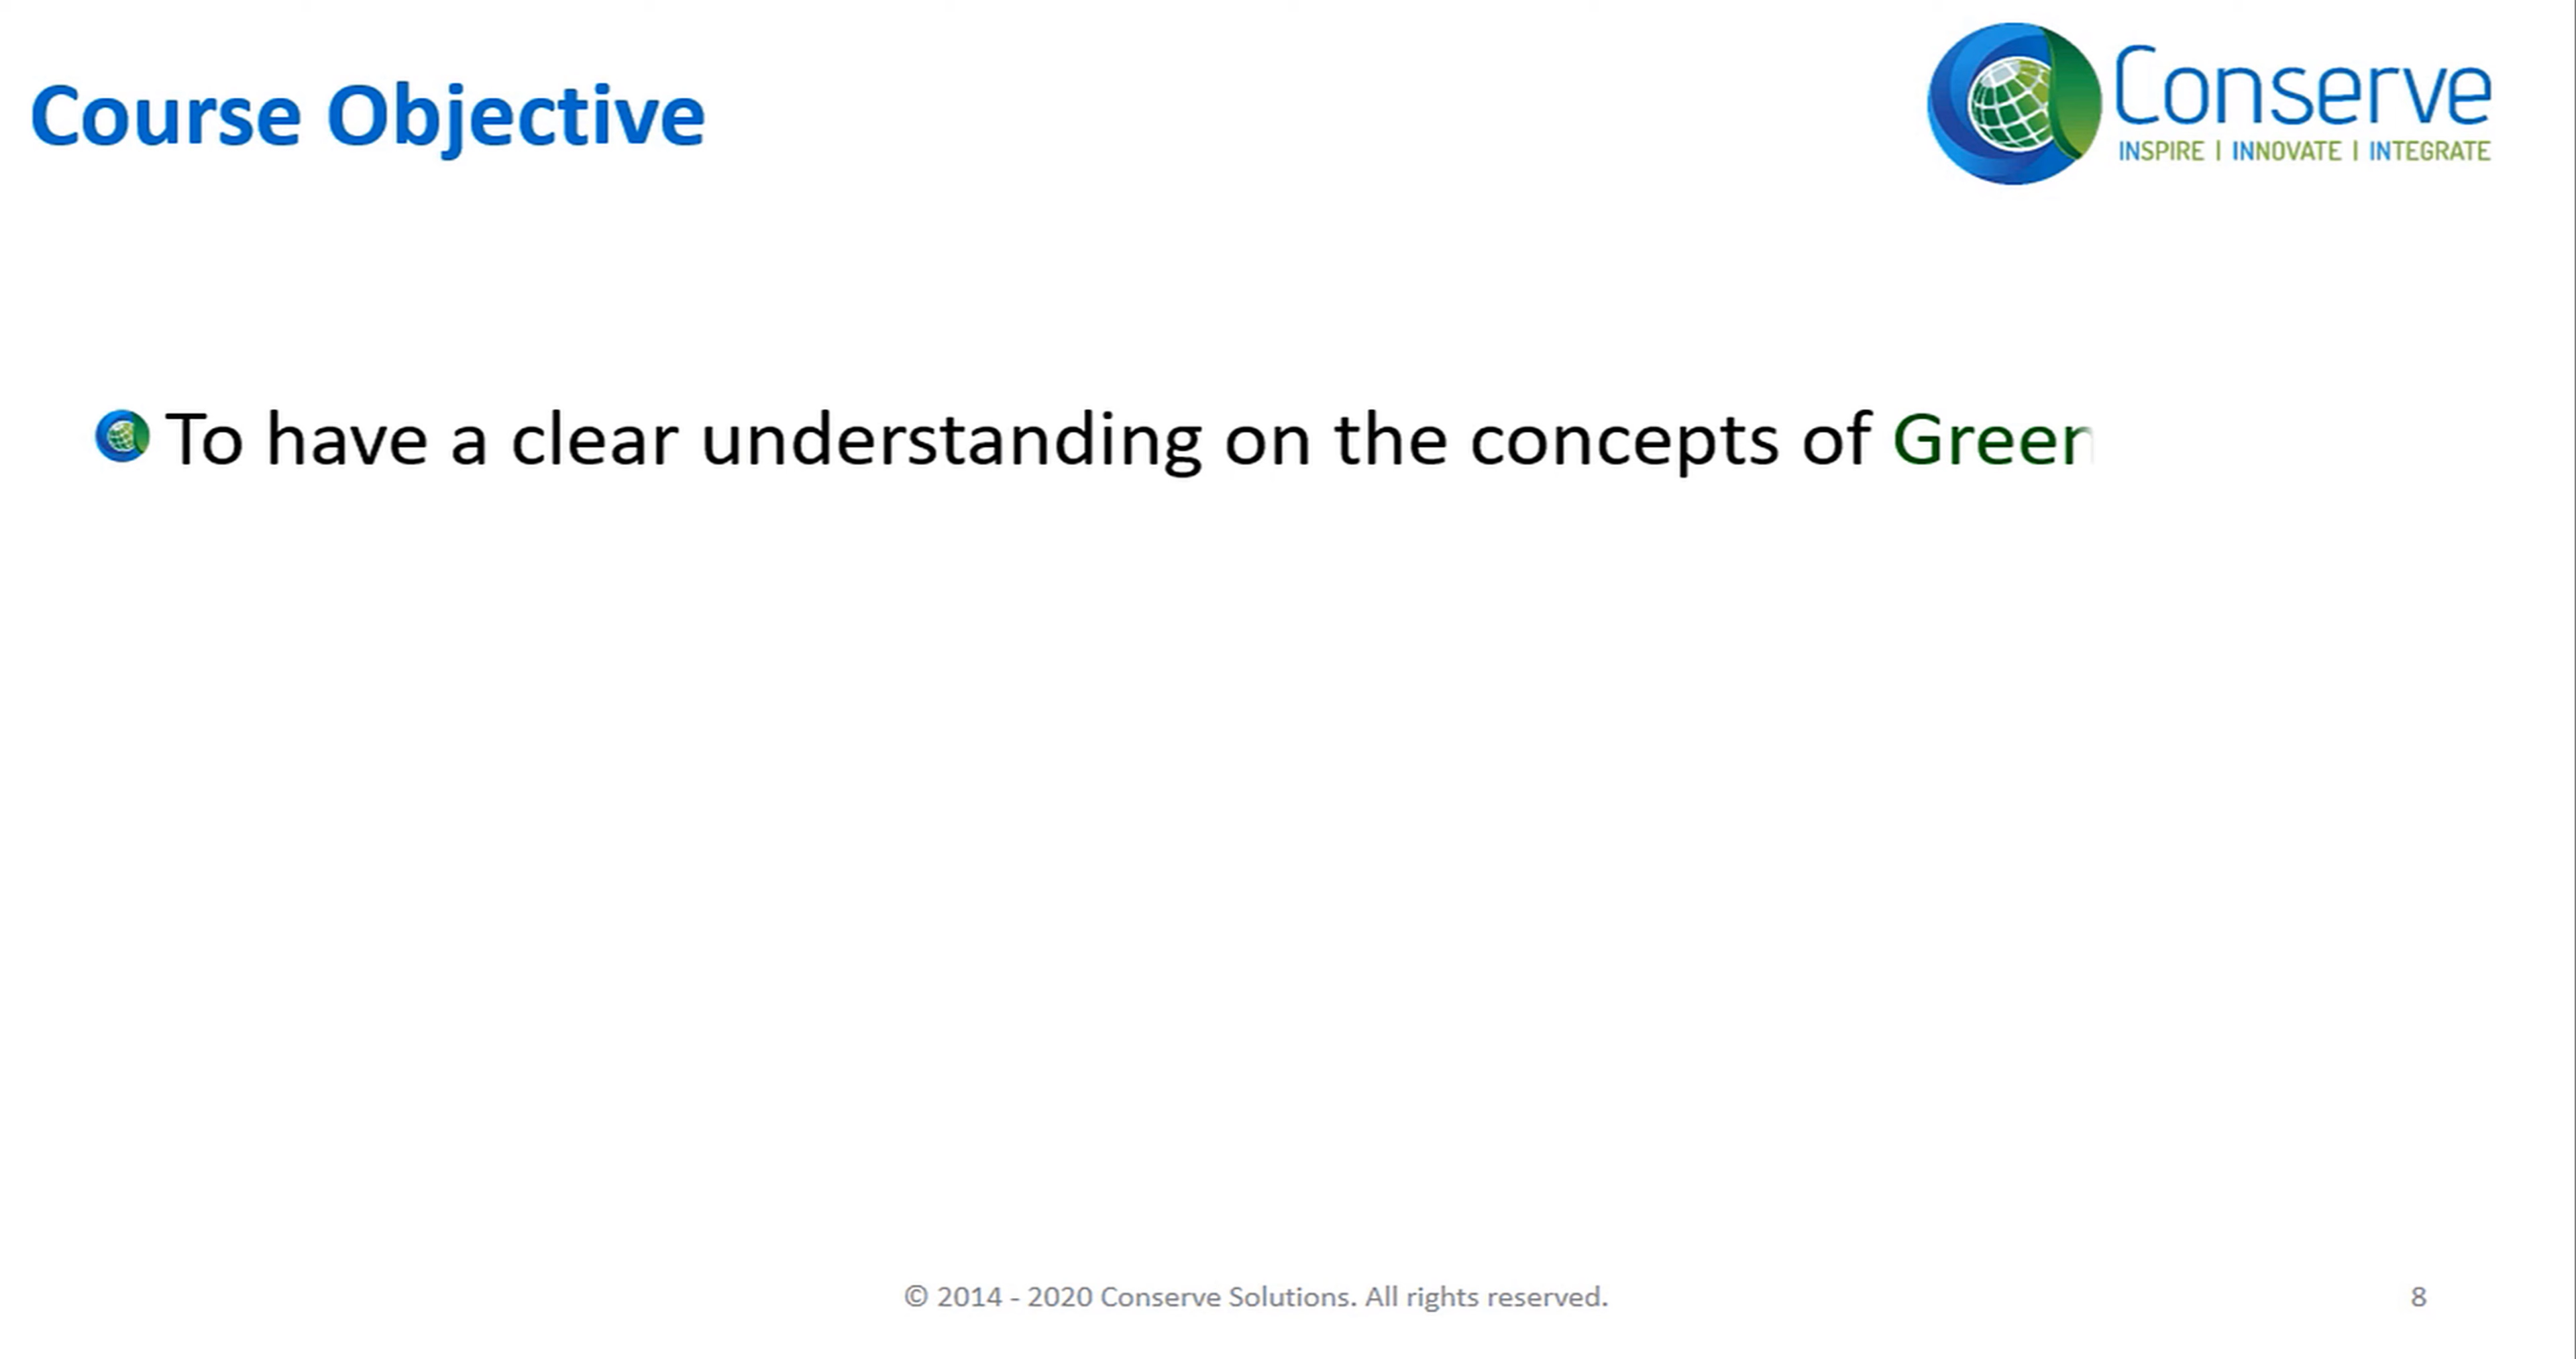 Course Objective
Conserve
INSPIRE | INNOVATE | INTEGRATE
To have a clear understanding on the concepts of Green
© 2014 - 2020 Conserve Solutions. All rights reserved.
8